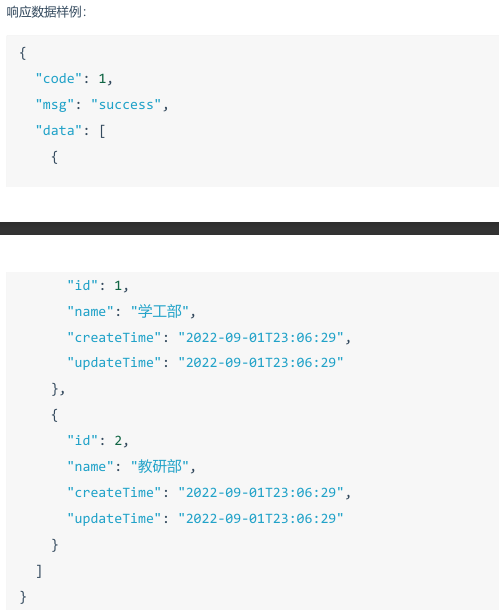 响应数据样例：
{
  "code": 1,
  "msg": "success",
  "data": [
    {
      "id": 1,
      "name": "学工部",
      "createTime": "2022-09-01T23:06:29",
      "updateTime": "2022-09-01T23:06:29"
    },
    {
      "id": 2,
      "name": "教研部",
      "createTime": "2022-09-01T23:06:29",
      "updateTime": "2022-09-01T23:06:29"
    }
  ]
}